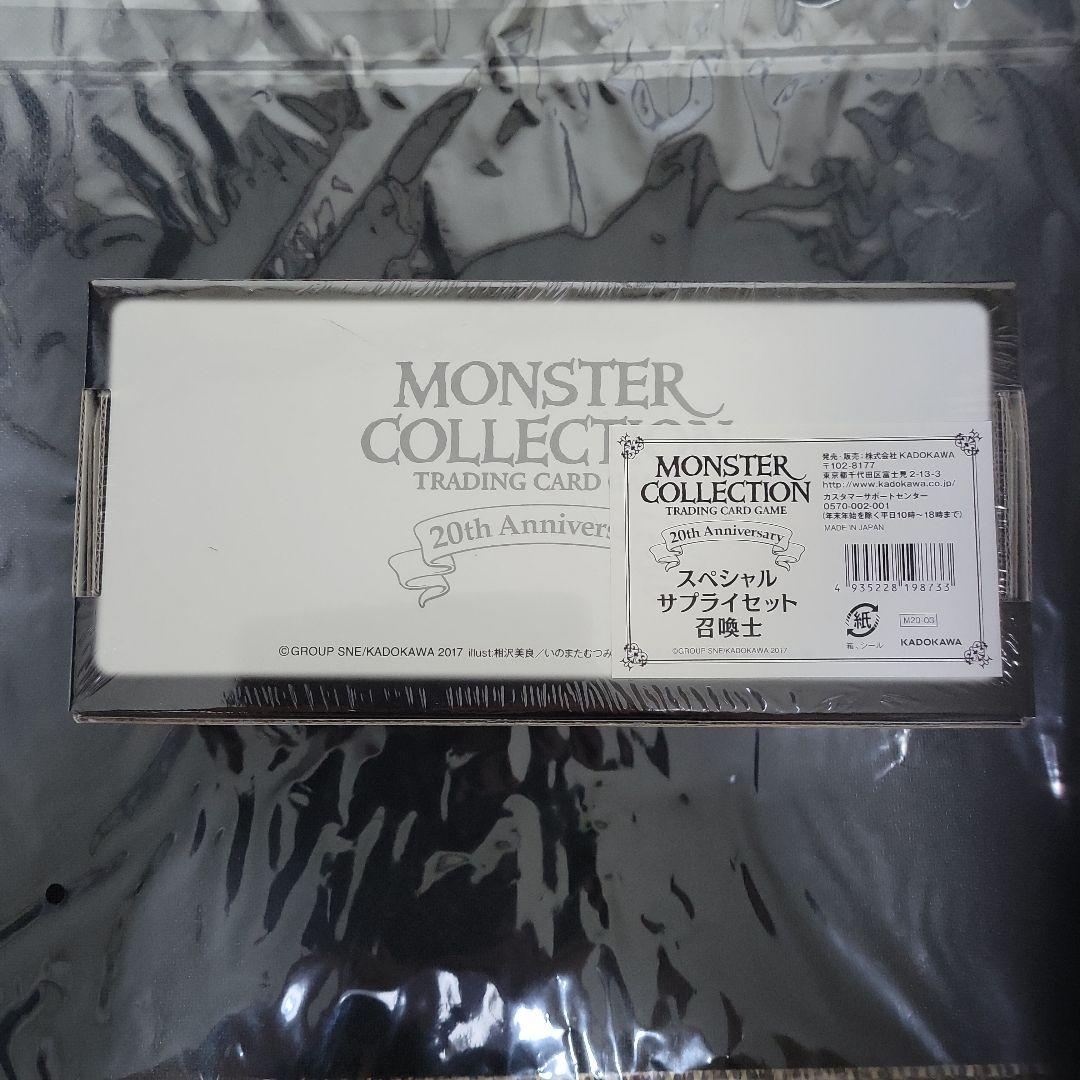 MONSTER
COLLECTION
TRADING CARD
20th Annivers
©GROUP SNE/KADOKAWA 2017 illust:相沢美良/いのまたむつみ
MONSTER
COLLECTION
TRADING CARD GAME
20th Anniversary
スペシャル
サプライセット
召喚士
©GROUP SNE/KADOKAWA 2017
発売・販売:株式会社 KADOKAWA
〒102-8177
東京都千代田区富士見 2-13-3
http://www.kadokawa.co.jp/
カスタマーサポートセンター
0570-002-001
(年末年始を除く平日10時~18時まで)
MADE IN JAPAN
4 935228 198733
紙
箱、シール
M20-03
KADOKAWA